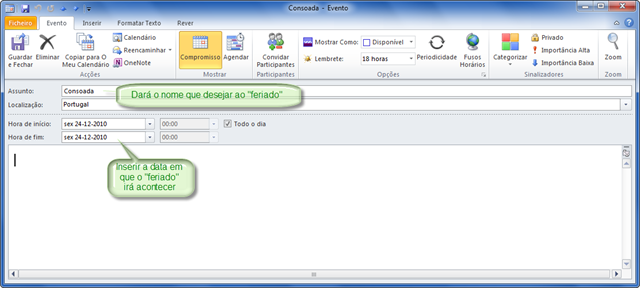 Consoada - Evento
Ficheiro Evento Inserir Formatar Texto Rever
Guardar e Fechar
Eliminar
Copiar para O Meu Calendário
Calendário
Reencaminhar
OneNote
Acções
Compromisso
Agendar
Mostrar
Convidar Participantes
Participantes
Mostrar Como: Disponível
Lembrete: 18 horas
Periodicidade
Fusos Horários
Opções
Categorizar
Privado
Importância Alta
Importância Baixa
Sinalizadores
Zoom
Zoom
Assunto: Consoada
Dará o nome que desejar ao "feriado"
Localização: Portugal
Hora de início: sex 24-12-2010 00:00 Todo o dia
Hora de fim: sex 24-12-2010 00:00
Inserir a data em
que o "feriado"
irá acontecer